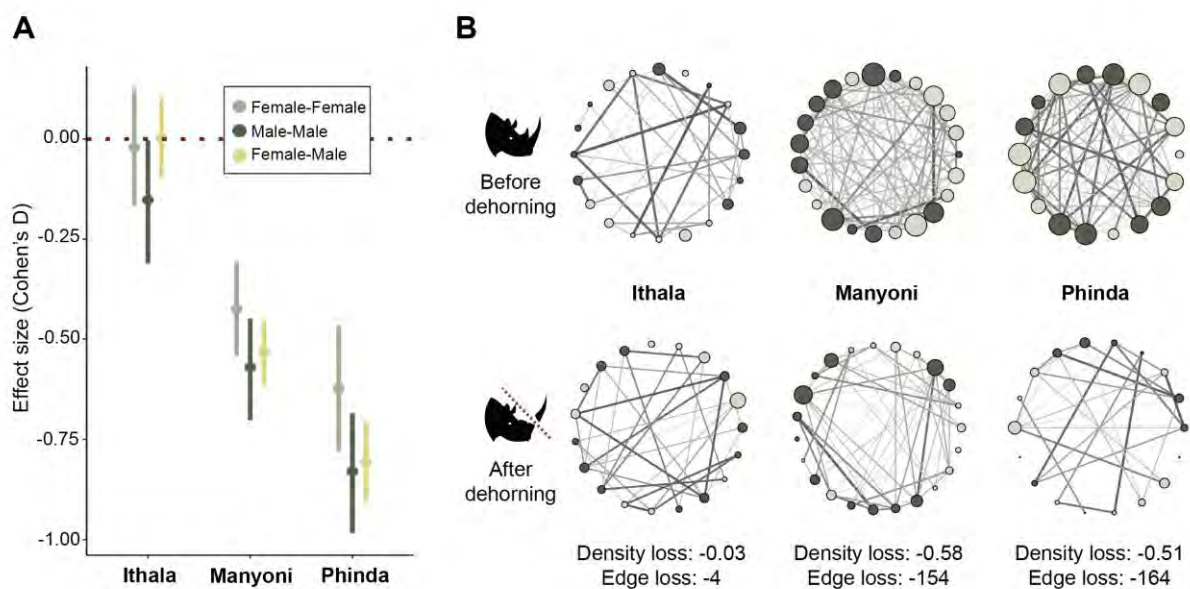 A
B
Effect size (Cohen's D)
0.00
-0.25
-0.50
-0.75
-1.00
Female-Female
Male-Male
Female-Male
Ithala
Manyoni
Phinda
Before
dehorning
Ithala
Manyoni
Phinda
After
dehorning
Density loss: -0.03
Edge loss: -4
Density loss: -0.58
Edge loss: -154
Density loss: -0.51
Edge loss: -164